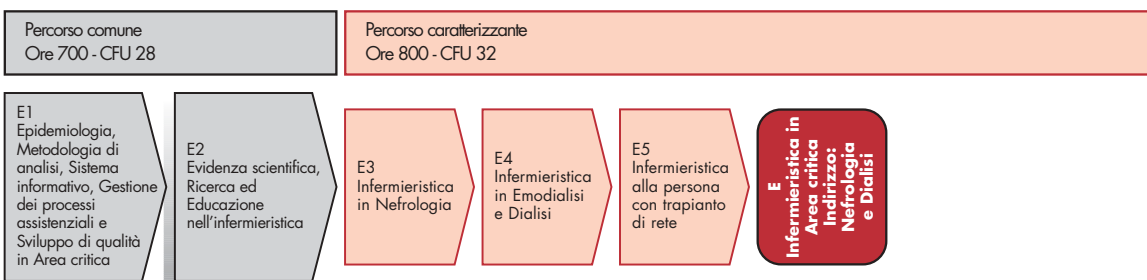 Percorso comune
Ore 700 - CFU 28
Percorso caratterizzante
Ore 800 - CFU 32
E1
Epidemiologia,
Metodologia di
analisi, Sistema
informativo, Gestione
dei processi
assistenziali e
Sviluppo di qualità
in Area critica
E2
Evidenza scientifica,
Ricerca ed
Educazione
nell’infermieristica
E3
Infermieristica
in Nefrologia
E4
Infermieristica
in Emodialisi
e Dialisi
E5
Infermieristica
alla persona
con trapianto
di rete
E
Infermieristica in
Area critica
Indirizzo:
Nefrologia
e Dialisi